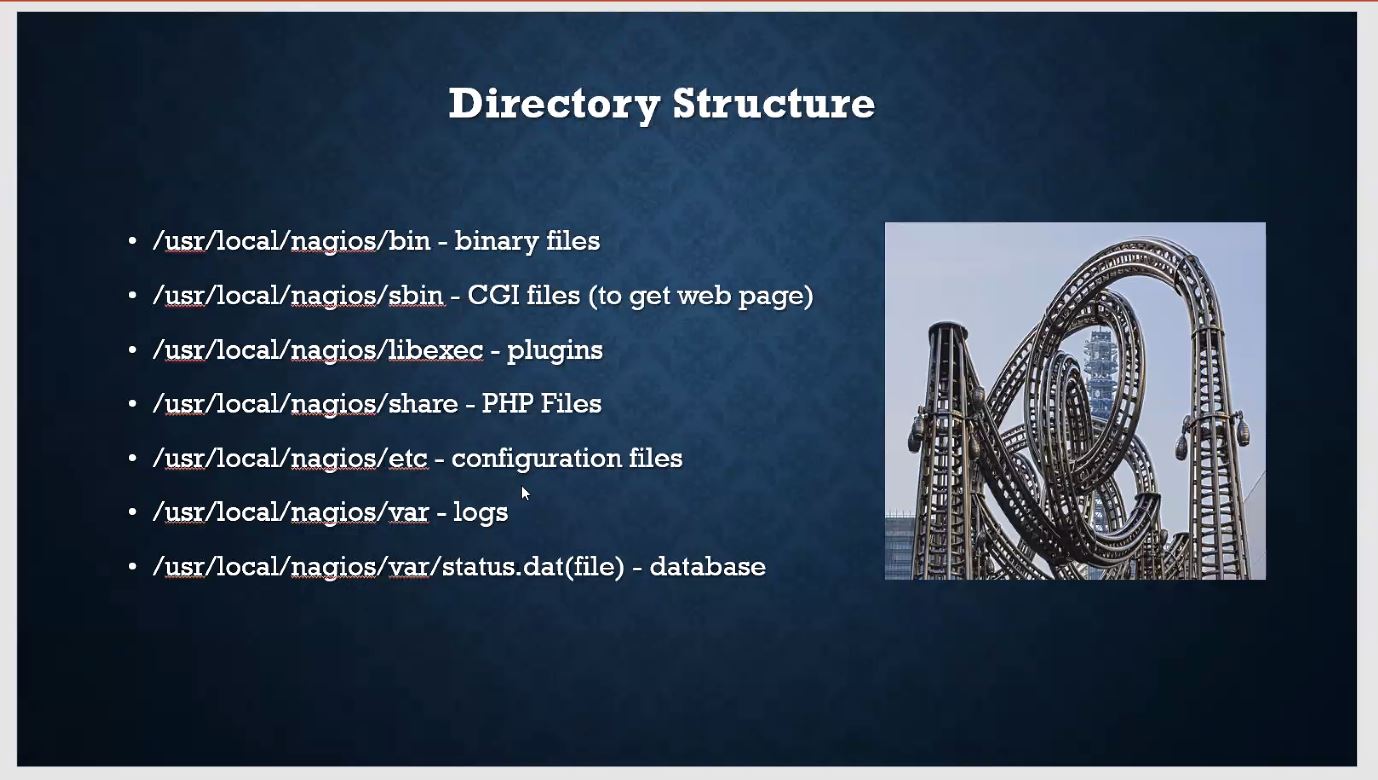 Directory Structure
• /usr/local/nagios/bin - binary files
• /usr/local/nagios/sbin - CGI files (to get web page)
• /usr/local/nagios/libexec - plugins
• /usr/local/nagios/share - PHP Files
• /usr/local/nagios/etc - configuration files
• /usr/local/nagios/var - logs
• /usr/local/nagios/var/status.dat(file) - database